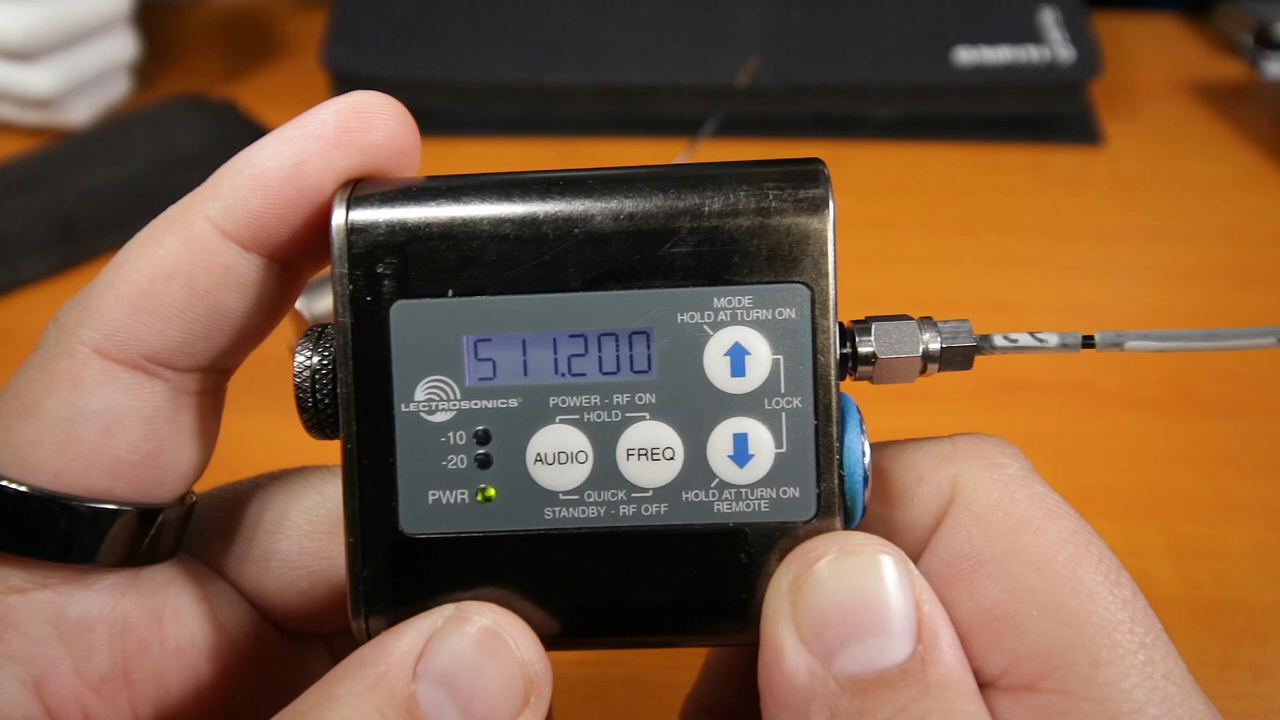 MODE
HOLD AT TURN ON
511.200
LECTROSONICS®
POWER - RF ON
HOLD
LOCK
-10
-20
PWR
AUDIO
FREQ
QUICK
STANDBY - RF OFF
HOLD AT TURN ON
REMOTE